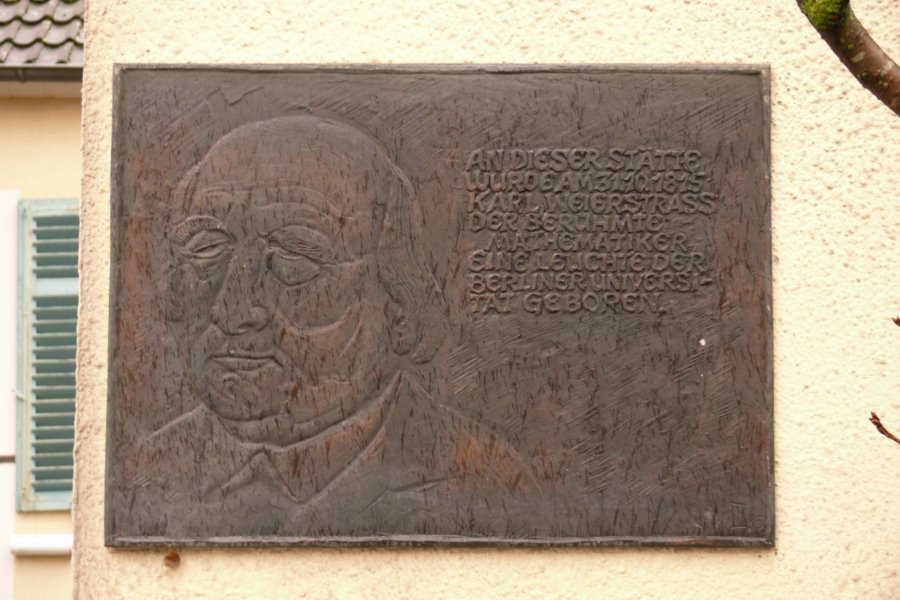 AN DIESER STÄTTE
WURDE AM 31.10.1815
KARL WEIERSTRASS
DER BERÜHMTE
MATHEMATIKER,
EINE LEUCHTE DER
BERLINER UNIVERSI-
TÄT GEBOREN.